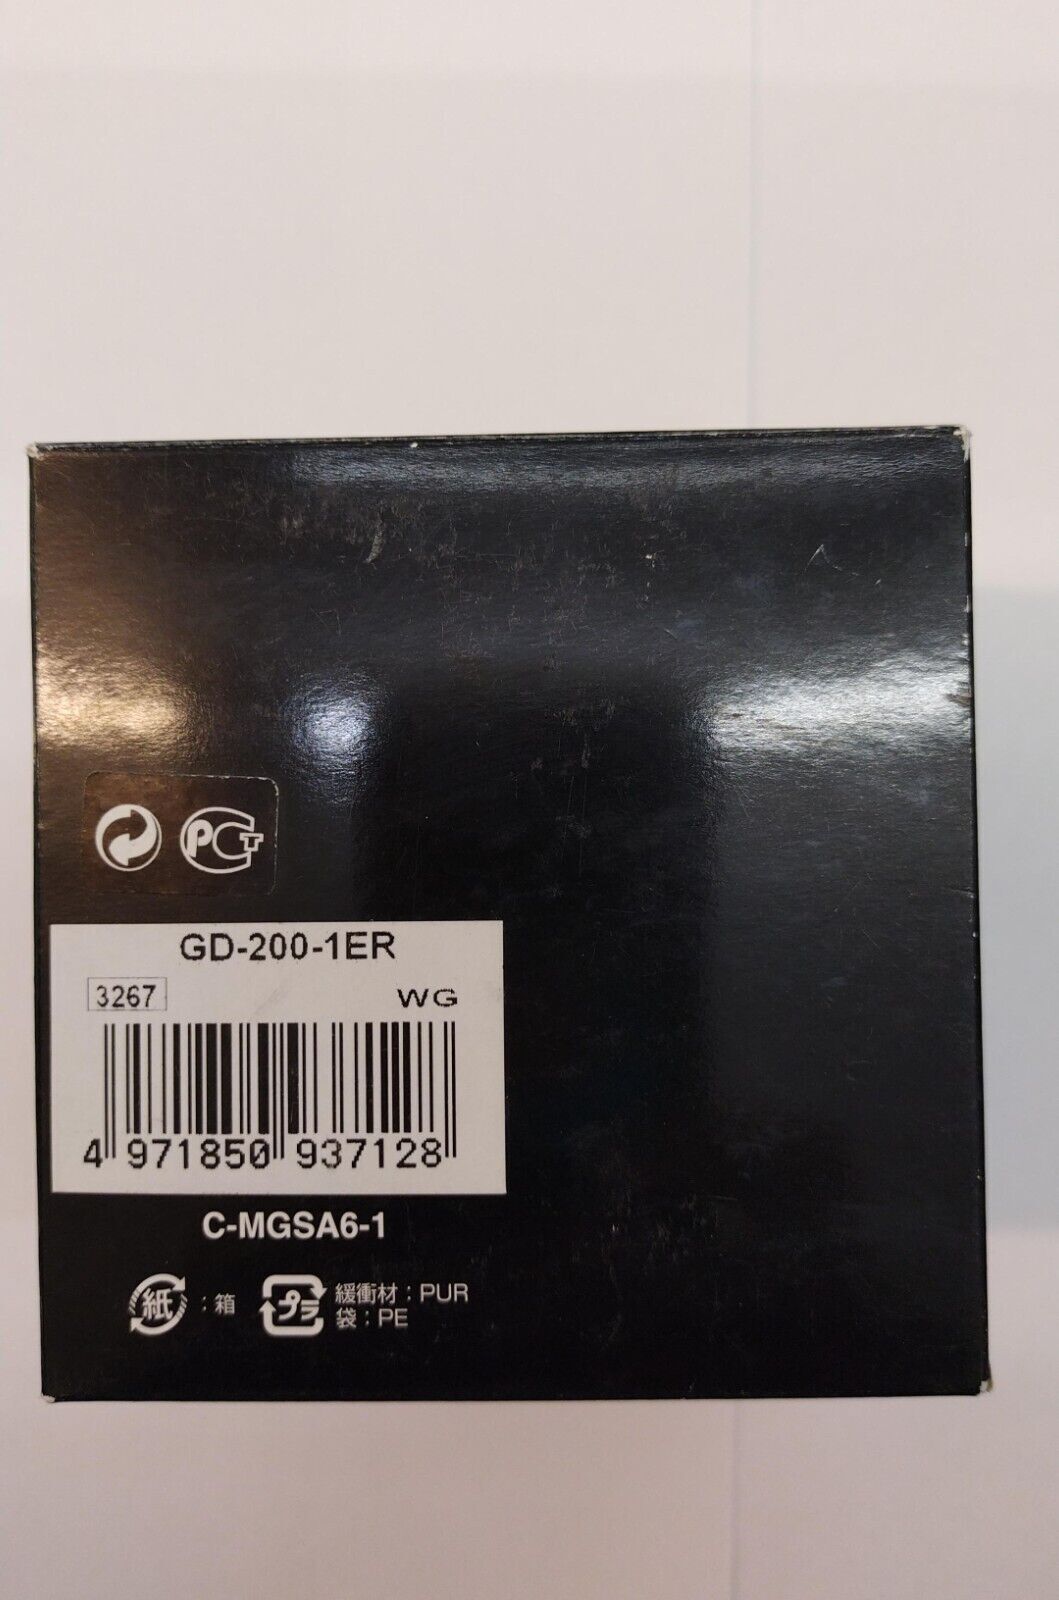 PCT
GD-200-1ER
3267
WG
4 971850 937128
C-MGSA6-1
紙 : 箱
プラ 緩衝材 : PUR
袋 : PE